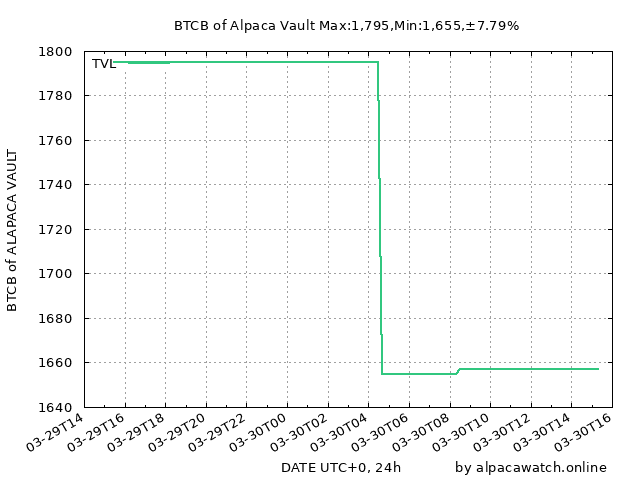 BTCB of Alpaca Vault Max:1,795,Min:1,655,±7.79%
1800
TVL
1780
1760
1740
1720
1700
1680
1660
1640
BTCB of ALAPACA VAULT
03-29T14
03-29T16
03-29T18
03-29T20
03-29T22
03-30T00
03-30T02
03-30T04
03-30T06
03-30T08
03-30T10
03-30T12
03-30T14
03-30T16
DATE UTC+0, 24h
by alpacawatch.online